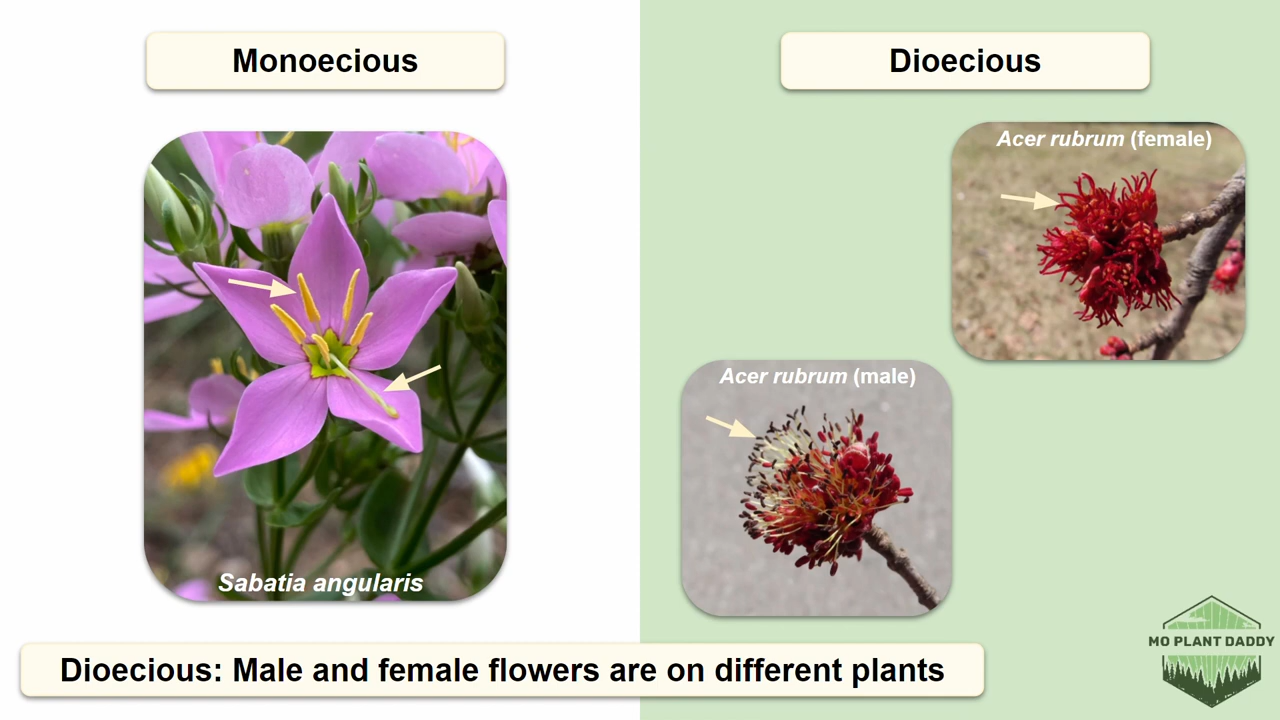 Monoecious
Dioecious
Acer rubrum (female)
Acer rubrum (male)
Sabatia angularis
Dioecious: Male and female flowers are on different plants
MO PLANT DADDY